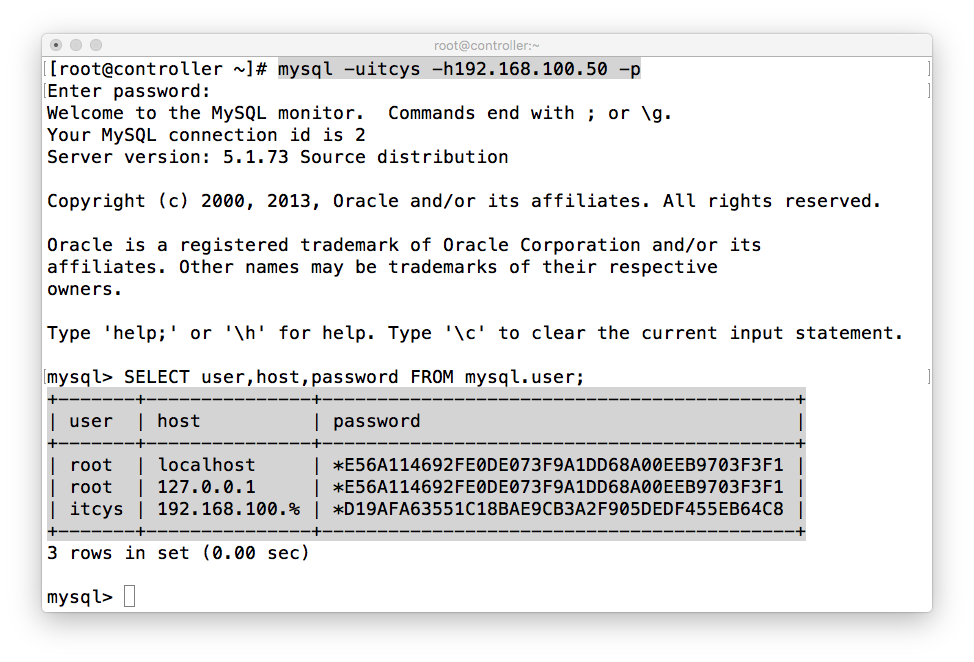 root@controller:~
[root@controller ~]# mysql -uitcys -h192.168.100.50 -p
Enter password:
Welcome to the MySQL monitor.  Commands end with ; or \g.
Your MySQL connection id is 2
Server version: 5.1.73 Source distribution
Copyright (c) 2000, 2013, Oracle and/or its affiliates. All rights reserved.
Oracle is a registered trademark of Oracle Corporation and/or its
affiliates. Other names may be trademarks of their respective
owners.
Type 'help;' or '\h' for help. Type '\c' to clear the current input statement.
mysql> SELECT user,host,password FROM mysql.user;
+-------+---------------+-------------------------------------------+
| user  | host          | password                                  |
+-------+---------------+-------------------------------------------+
| root  | localhost     | *E56A114692FE0DE073F9A1DD68A00EEB9703F3F1 |
| root  | 127.0.0.1     | *E56A114692FE0DE073F9A1DD68A00EEB9703F3F1 |
| itcys | 192.168.100.% | *D19AFA63551C18BAE9CB3A2F905DEDF455EB64C8 |
+-------+---------------+-------------------------------------------+
3 rows in set (0.00 sec)
mysql>